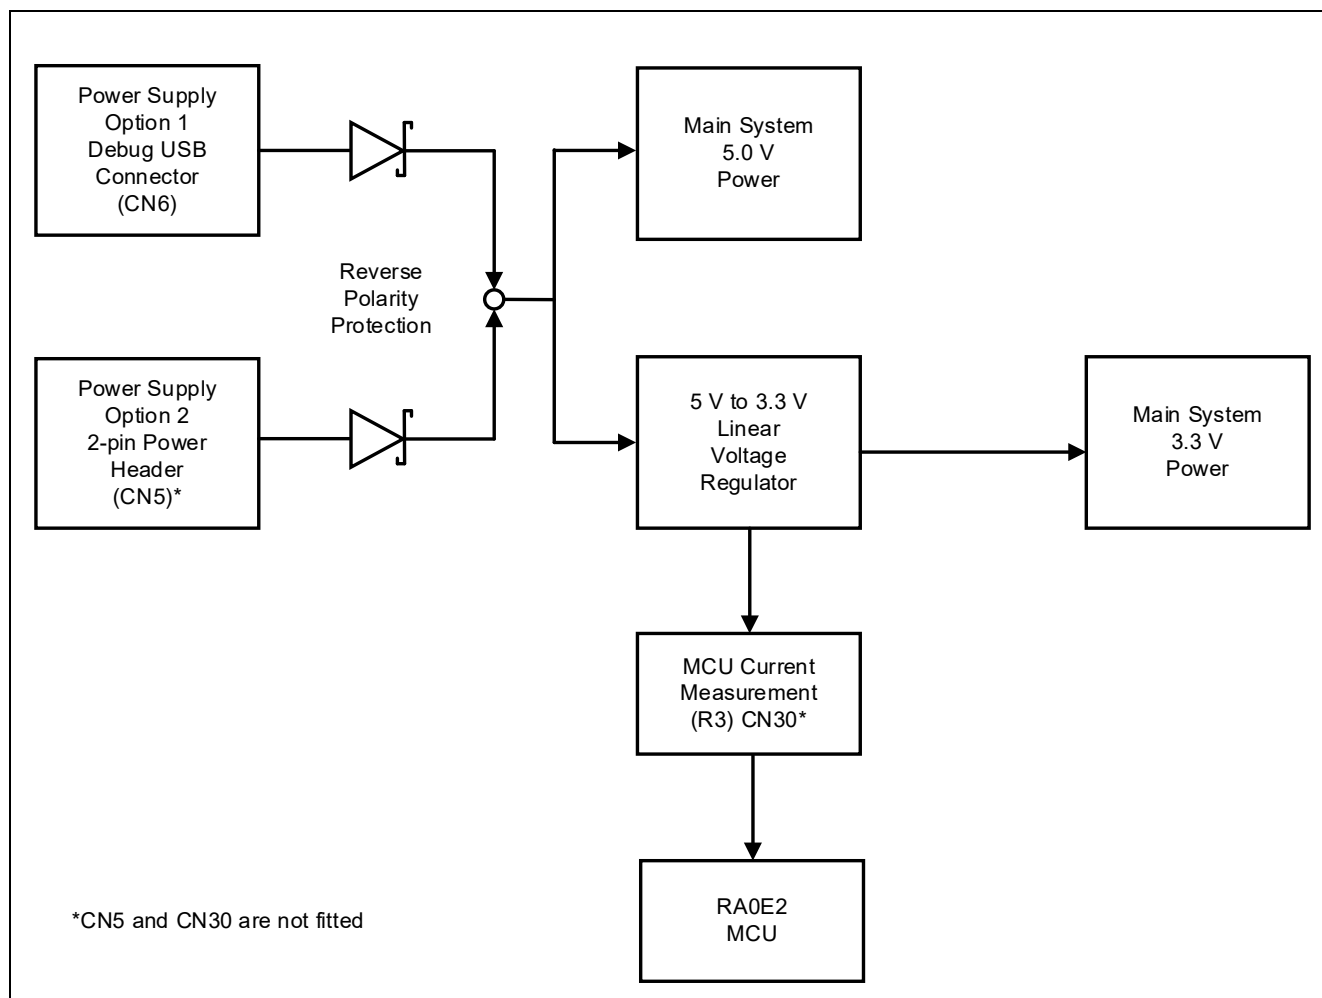 Power Supply
Option 1
Debug USB
Connector
(CN6)
Main System
5.0 V
Power
Reverse
Polarity
Protection
Power Supply
Option 2
2-pin Power
Header
(CN5)*
5 V to 3.3 V
Linear
Voltage
Regulator
Main System
3.3 V
Power
MCU Current
Measurement
(R3) CN30*
RA0E2
MCU
*CN5 and CN30 are not fitted